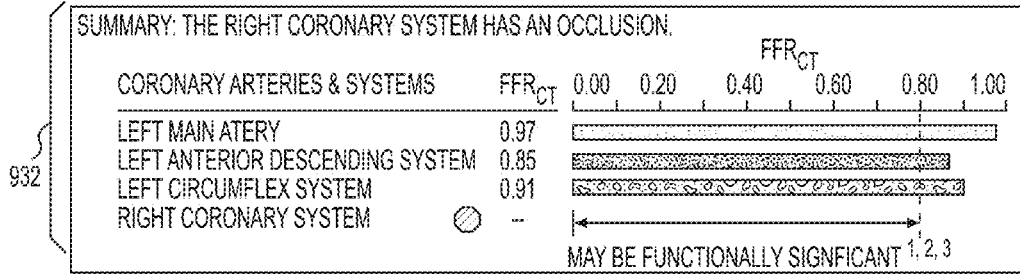 SUMMARY: THE RIGHT CORONARY SYSTEM HAS AN OCCLUSION.
FFRCT
CORONARY ARTERIES & SYSTEMS FFRCT 0.00 0.20 0.40 0.60 0.80 1.00
LEFT MAIN ATERY 0.97
LEFT ANTERIOR DESCENDING SYSTEM 0.85
LEFT CIRCUMFLEX SYSTEM 0.91
RIGHT CORONARY SYSTEM --
MAY BE FUNCTIONALLY SIGNFICANT 1, 2, 3
932